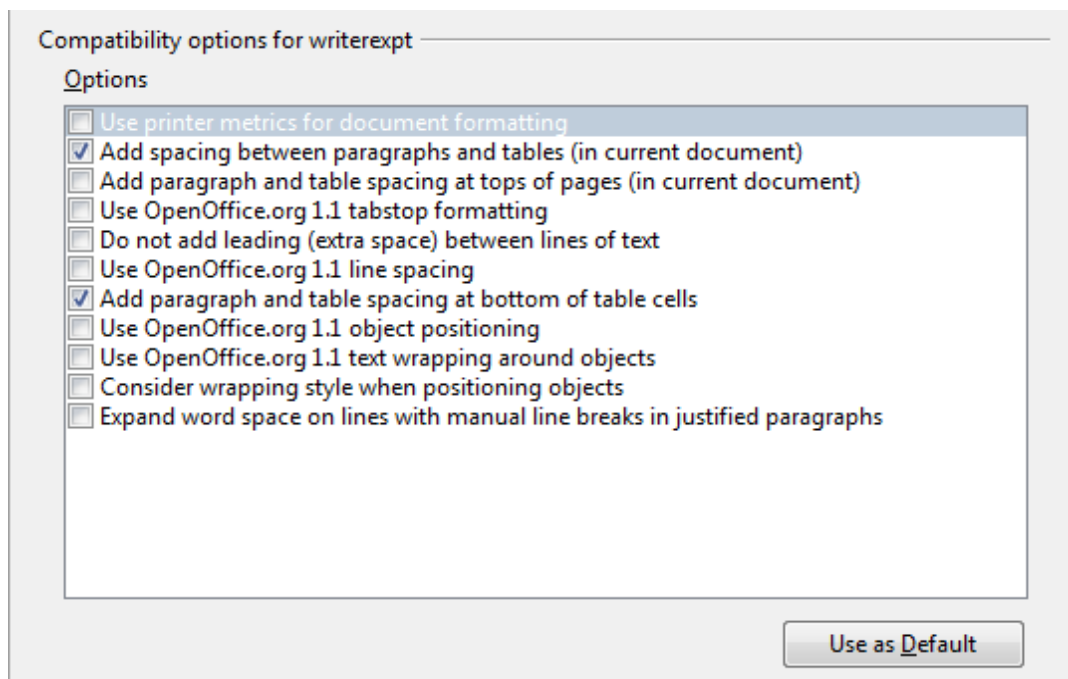 Compatibility options for writerexpt
Options
Use printer metrics for document formatting
Add spacing between paragraphs and tables (in current document)
Add paragraph and table spacing at tops of pages (in current document)
Use OpenOffice.org 1.1 tabstop formatting
Do not add leading (extra space) between lines of text
Use OpenOffice.org 1.1 line spacing
Add paragraph and table spacing at bottom of table cells
Use OpenOffice.org 1.1 object positioning
Use OpenOffice.org 1.1 text wrapping around objects
Consider wrapping style when positioning objects
Expand word space on lines with manual line breaks in justified paragraphs
Use as Default